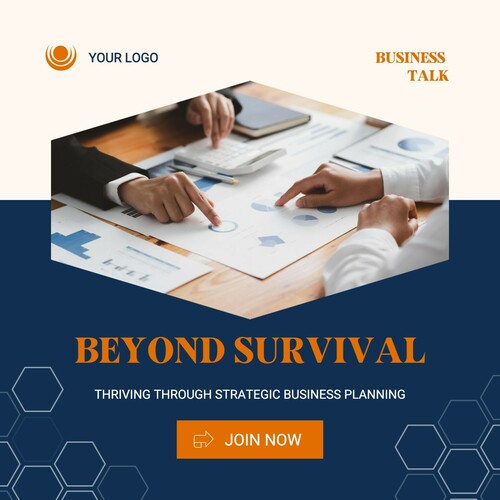 YOUR LOGO
BUSINESS
TALK
BEYOND SURVIVAL
THRIVING THROUGH STRATEGIC BUSINESS PLANNING
JOIN NOW